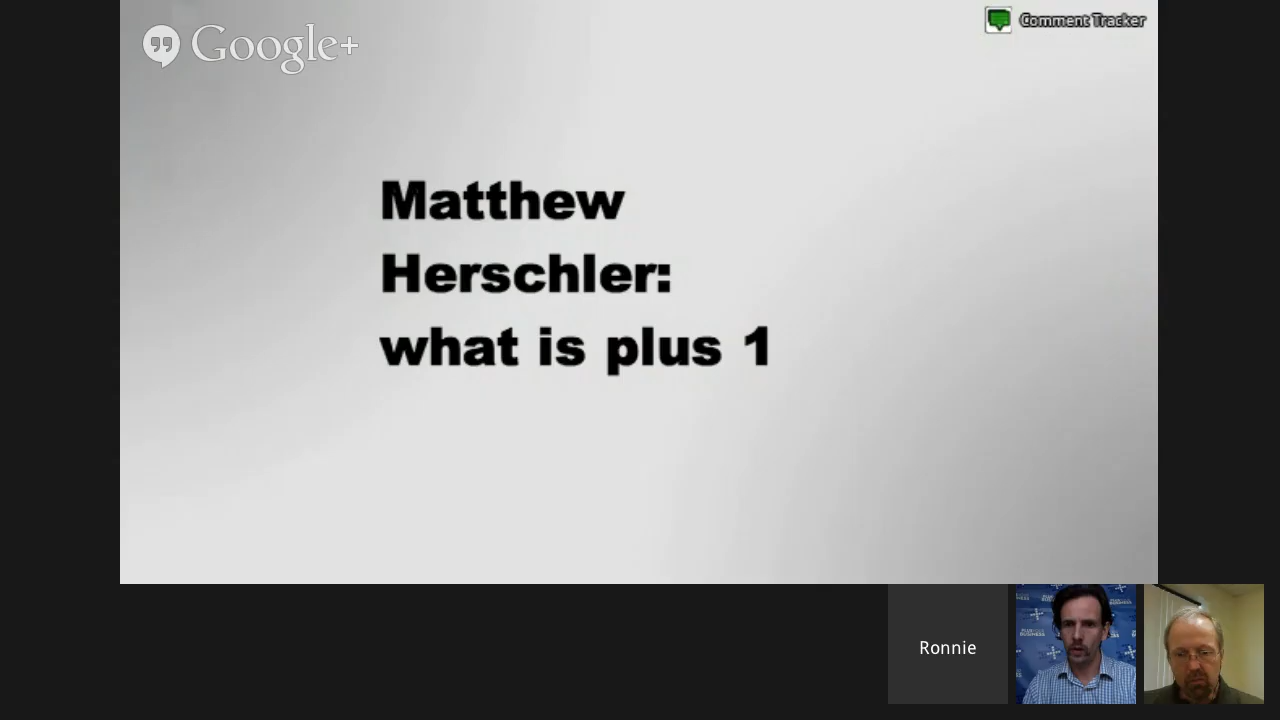 Google+
Comment Tracker
Matthew
Herschler:
what is plus 1
Ronnie